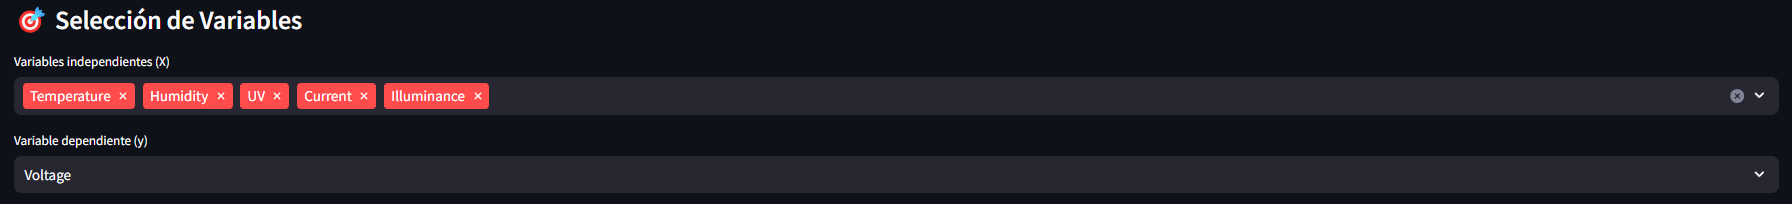 Selección de Variables
Variables independientes (X)
Temperature × Humidity × UV × Current × Illuminance ×
Variable dependiente (y)
Voltage